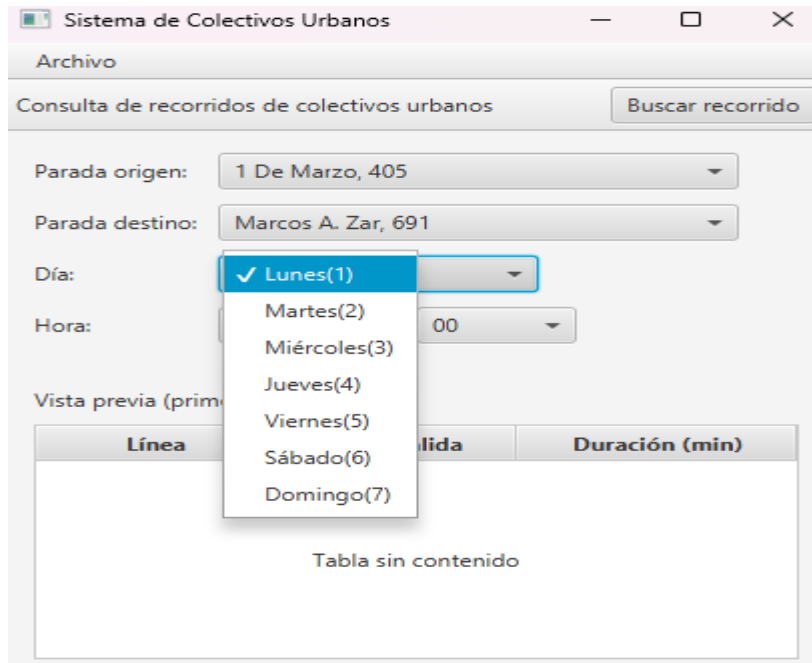 Sistema de Colectivos Urbanos
Archivo
Consulta de recorridos de colectivos urbanos Buscar recorrido
Parada origen: 1 De Marzo, 405
Parada destino: Marcos A. Zar, 691
Día: Lunes(1)
Martes(2)
Hora: 00
Miércoles(3)
Jueves(4)
Vista previa
Viernes(5)
Línea Duración (min)
Sábado(6)
Domingo(7)
Tabla sin contenido